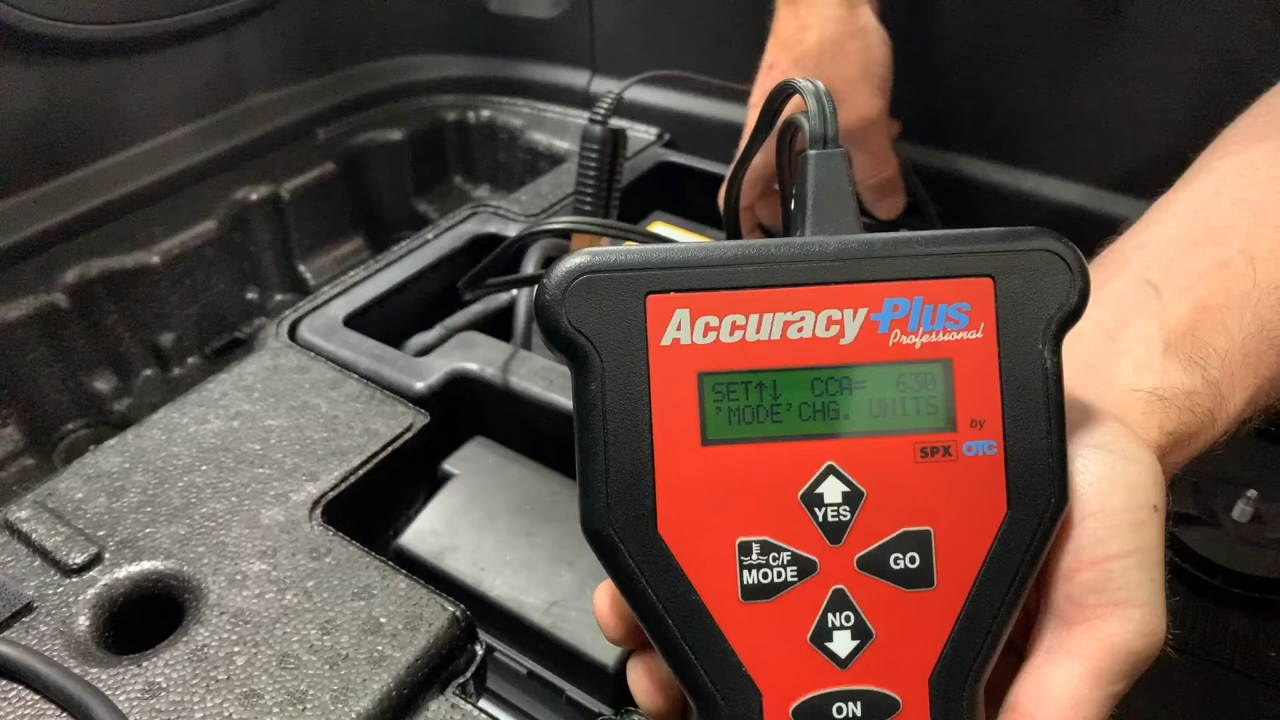 Accuracy Plus
Professional
SET↑↓ CCA= 630
'MODE' CHG. UNITS
by
SPX OTC
YES
C/F
MODE
GO
NO
ON